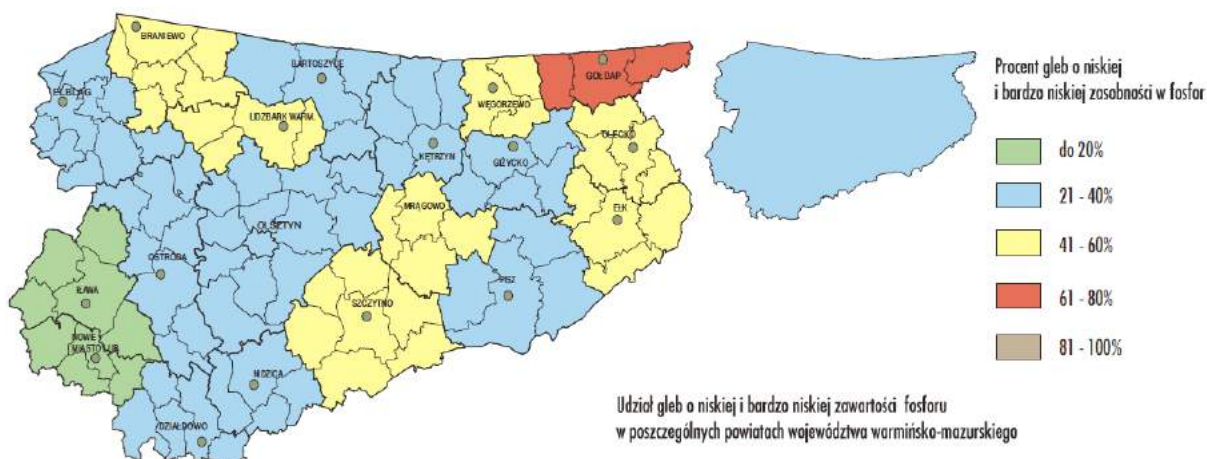 BRANIEWO
BARTOSZYCE
GOŁDAP
ELBLĄG
WĘGORZEWO
LIDZBARK WARM.
OLECKO
KĘTRZYN
GIŻYCKO
MRĄGOWO
EŁK
OLSZTYN
OSTRÓDA
PISZ
IŁAWA
SZCZYTNO
NOWE
MIASTO LUB.
NIDZICA
DZIAŁDOWO
Procent gleb o niskiej
i bardzo niskiej zasobności w fosfor
do 20%
21 - 40%
41 - 60%
61 - 80%
81 - 100%
Udział gleb o niskiej i bardzo niskiej zawartości fosforu
w poszczególnych powiatach województwa warmińsko-mazurskiego